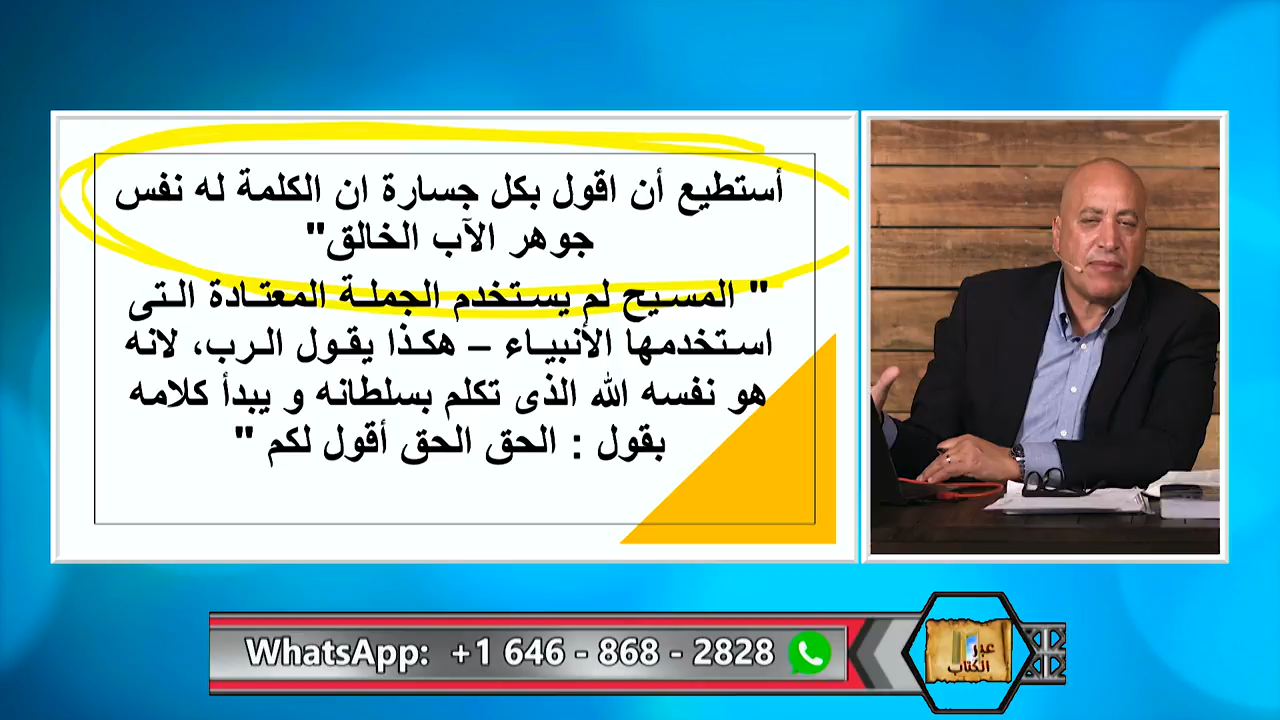 أستطيع أن اقول بكل جسارة ان الكلمة له نفس
جوهر الآب الخالق"
" المسيح لم يستخدم الجملة المعتادة التى
استخدمها الأنبياء – هكذا يقول الرب، لانه
هو نفسه الله الذى تكلم بسلطانه و يبدأ كلامه
بقول : الحق الحق أقول لكم "
WhatsApp: +1 646 - 868 - 2828
عبر
الكتاب